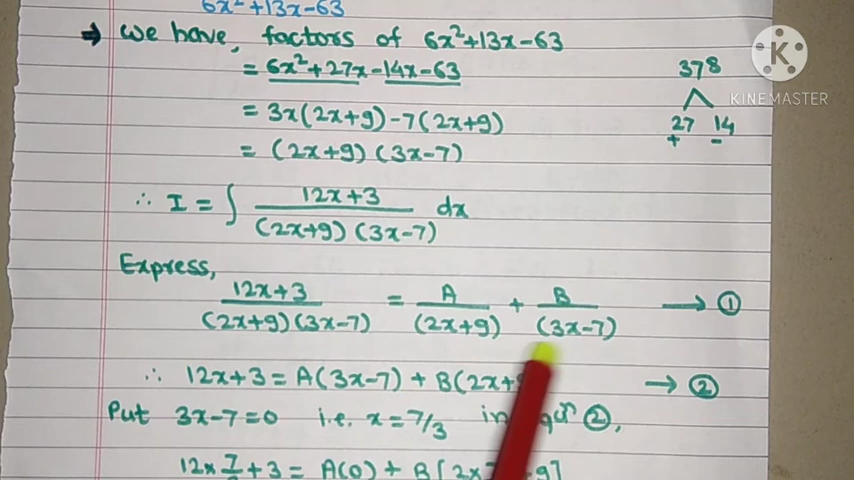 6x²+13x-63
→ we have, factors of 6x²+13x-63
= 6x²+27x-14x-63
= 3x(2x+9)-7(2x+9)
= (2x+9)(3x-7)
378
27 14
+ -
KINEMASTER
∴ I = ∫ 12x+3 / (2x+9)(3x-7) dx
Express,
12x+3 / (2x+9)(3x-7) = A / (2x+9) + B / (3x-7) → ①
∴ 12x+3 = A(3x-7) + B(2x+ → ②
Put 3x-7=0 i.e. x=7/3 in ②,
12x 7/ +3 = A(0) + B[2x 9]